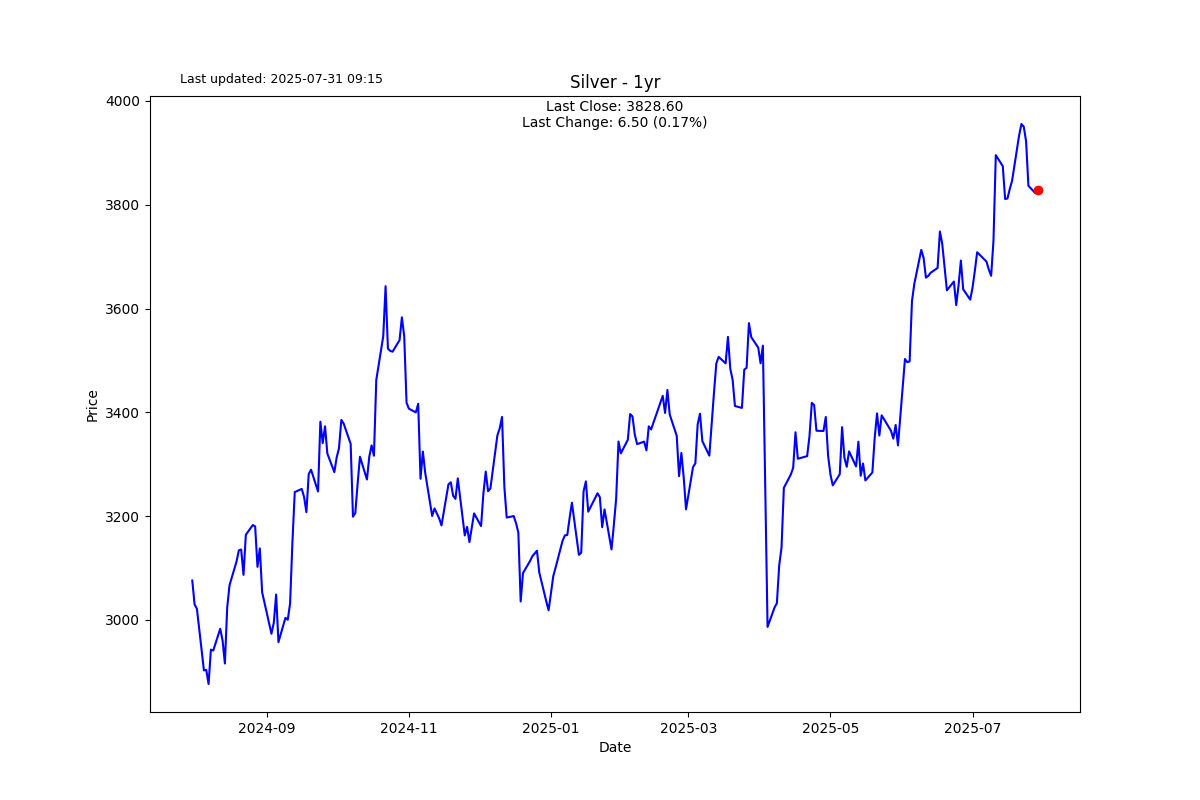 Last updated: 2025-07-31 09:15
Silver - 1yr
Last Close: 3828.60
Last Change: 6.50 (0.17%)
Price
4000
3800
3600
3400
3200
3000
2024-09
2024-11
2025-01
2025-03
2025-05
2025-07
Date